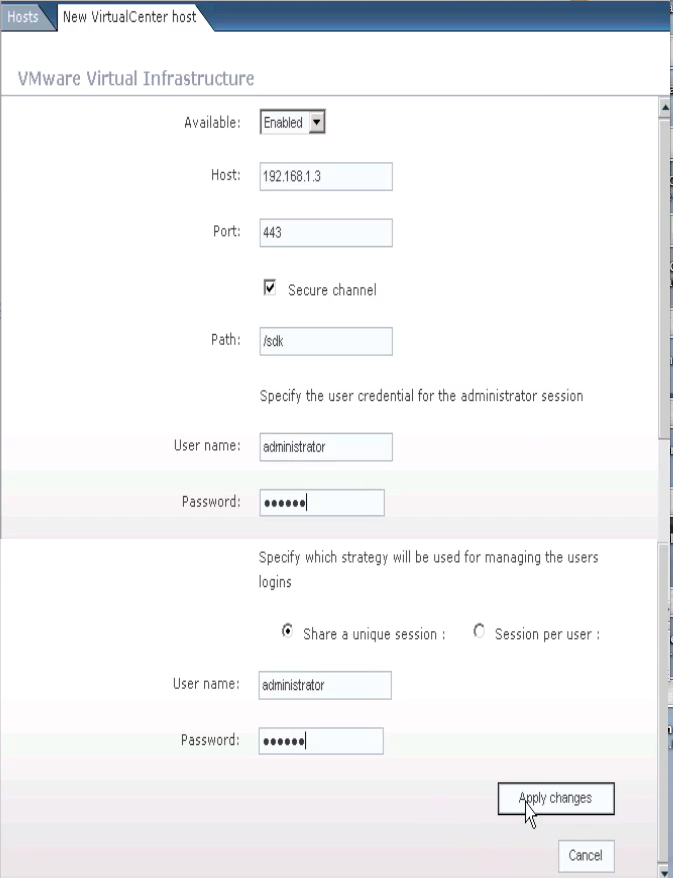 Hosts New VirtualCenter host
VMware Virtual Infrastructure
Available: Enabled
Host: 192.168.1.3
Port: 443
Secure channel
Path: /sdk
Specify the user credential for the administrator session
User name: administrator
Password: ••••••
Specify which strategy will be used for managing the users
logins
Share a unique session : Session per user :
User name: administrator
Password: ••••••
Apply changes
Cancel